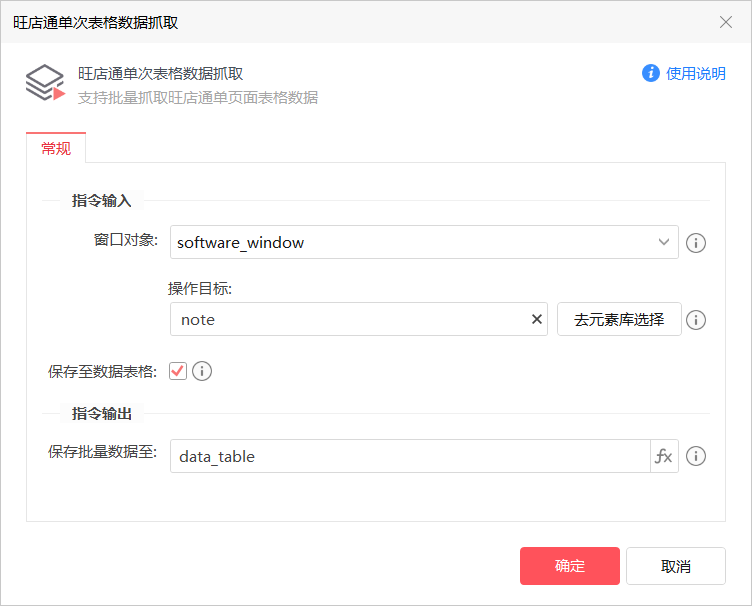 旺店通单次表格数据抓取
旺店通单次表格数据抓取
使用说明
支持批量抓取旺店通单页面表格数据
常规
指令输入
窗口对象:
software_window
操作目标:
note
去元素库选择
保存至数据表格:
指令输出
保存批量数据至:
data_table
fx
确定
取消